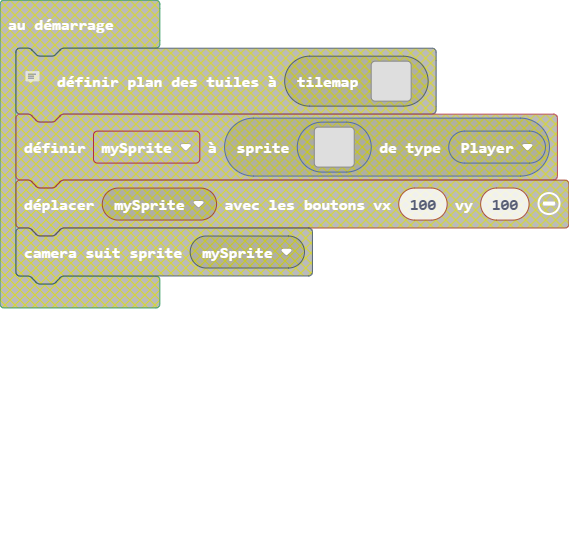 au démarrage
définir plan des tuiles à tilemap
définir mySprite à sprite de type Player
déplacer mySprite avec les boutons vx 100 vy 100
camera suit sprite mySprite